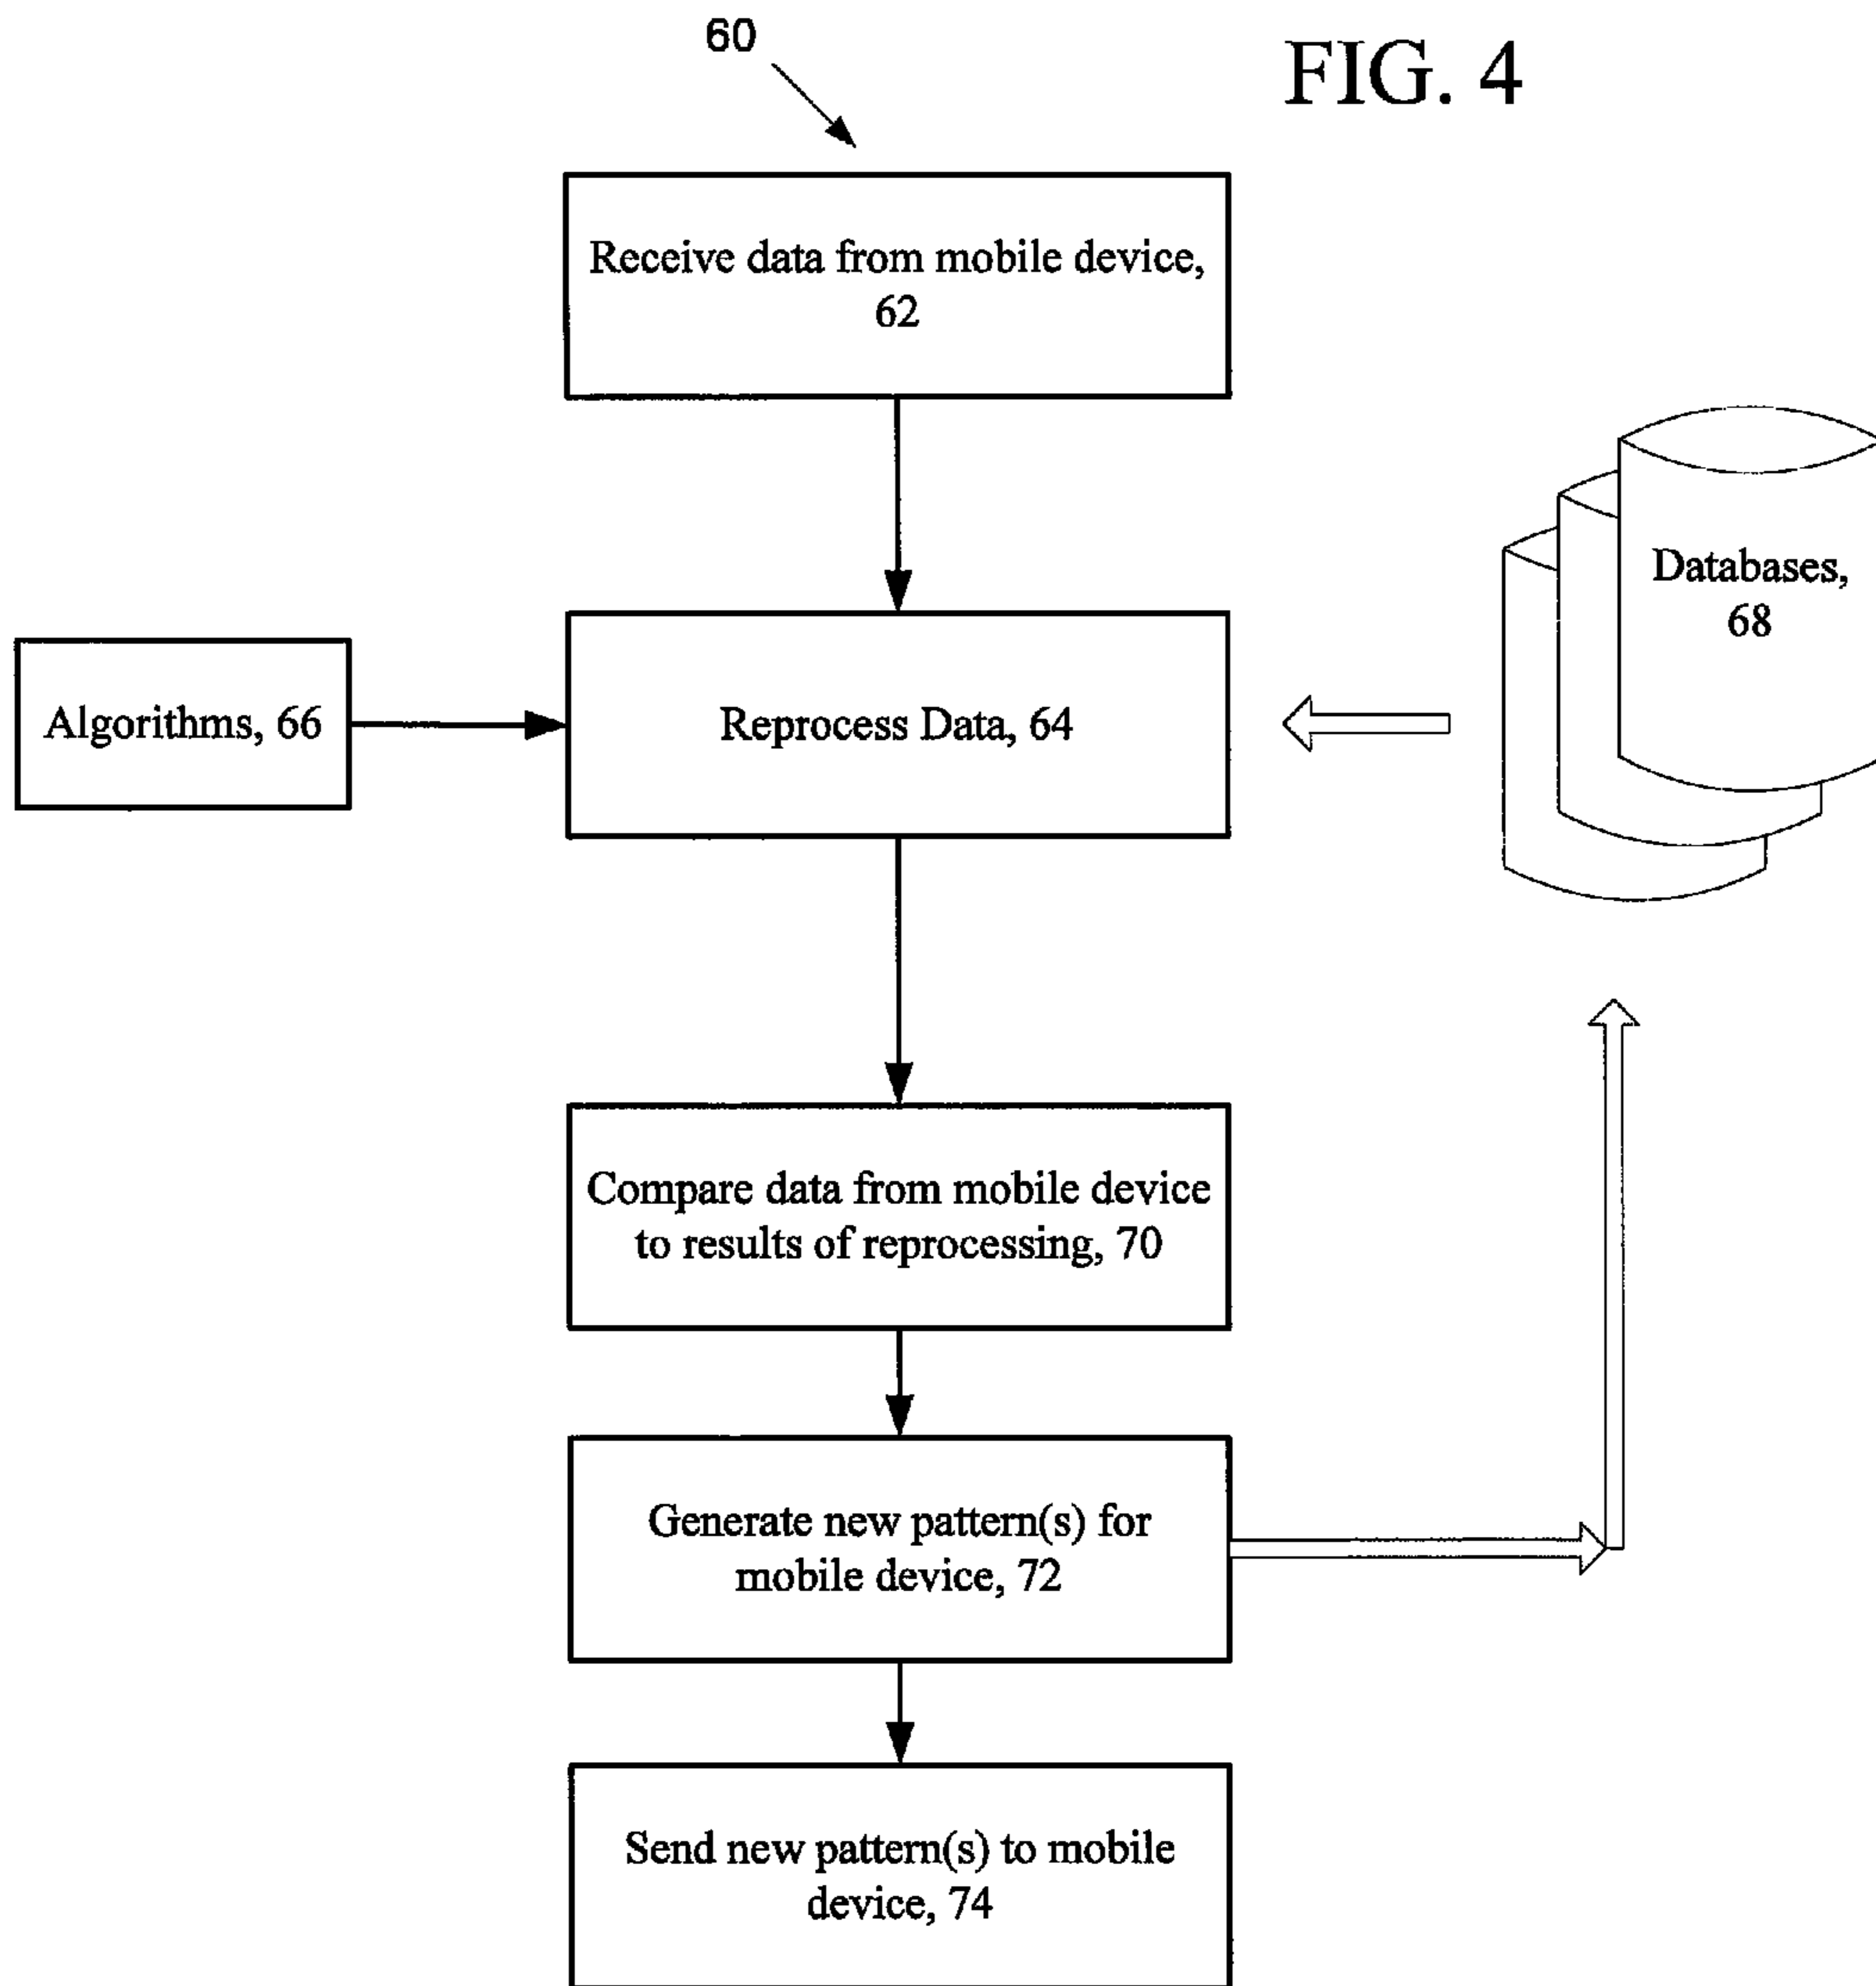 60
FIG. 4
Receive data from mobile device,
62
Databases,
68
Algorithms, 66
Reprocess Data, 64
Compare data from mobile device
to results of reprocessing, 70
Generate new pattern(s) for
mobile device, 72
Send new pattern(s) to mobile
device, 74